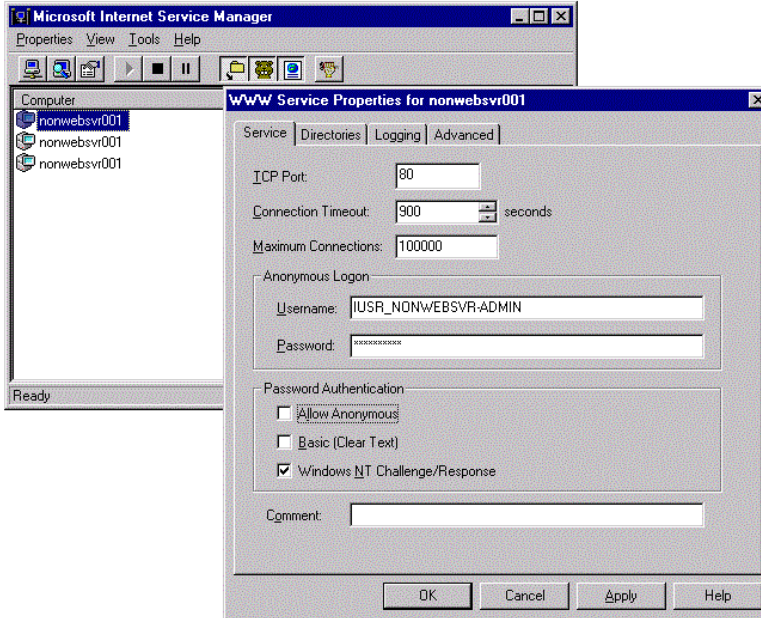 Microsoft Internet Service Manager
Properties View Tools Help
Computer
nonwebsvr001
nonwebsvr001
nonwebsvr001
Ready
WWW Service Properties for nonwebsvr001
Service Directories Logging Advanced
TCP Port: 80
Connection Timeout: 900 seconds
Maximum Connections: 100000
Anonymous Logon
Username: IUSR_NONWEBSVR-ADMIN
Password: **********
Password Authentication
Allow Anonymous
Basic (Clear Text)
Windows NT Challenge/Response
Comment:
OK Cancel Apply Help